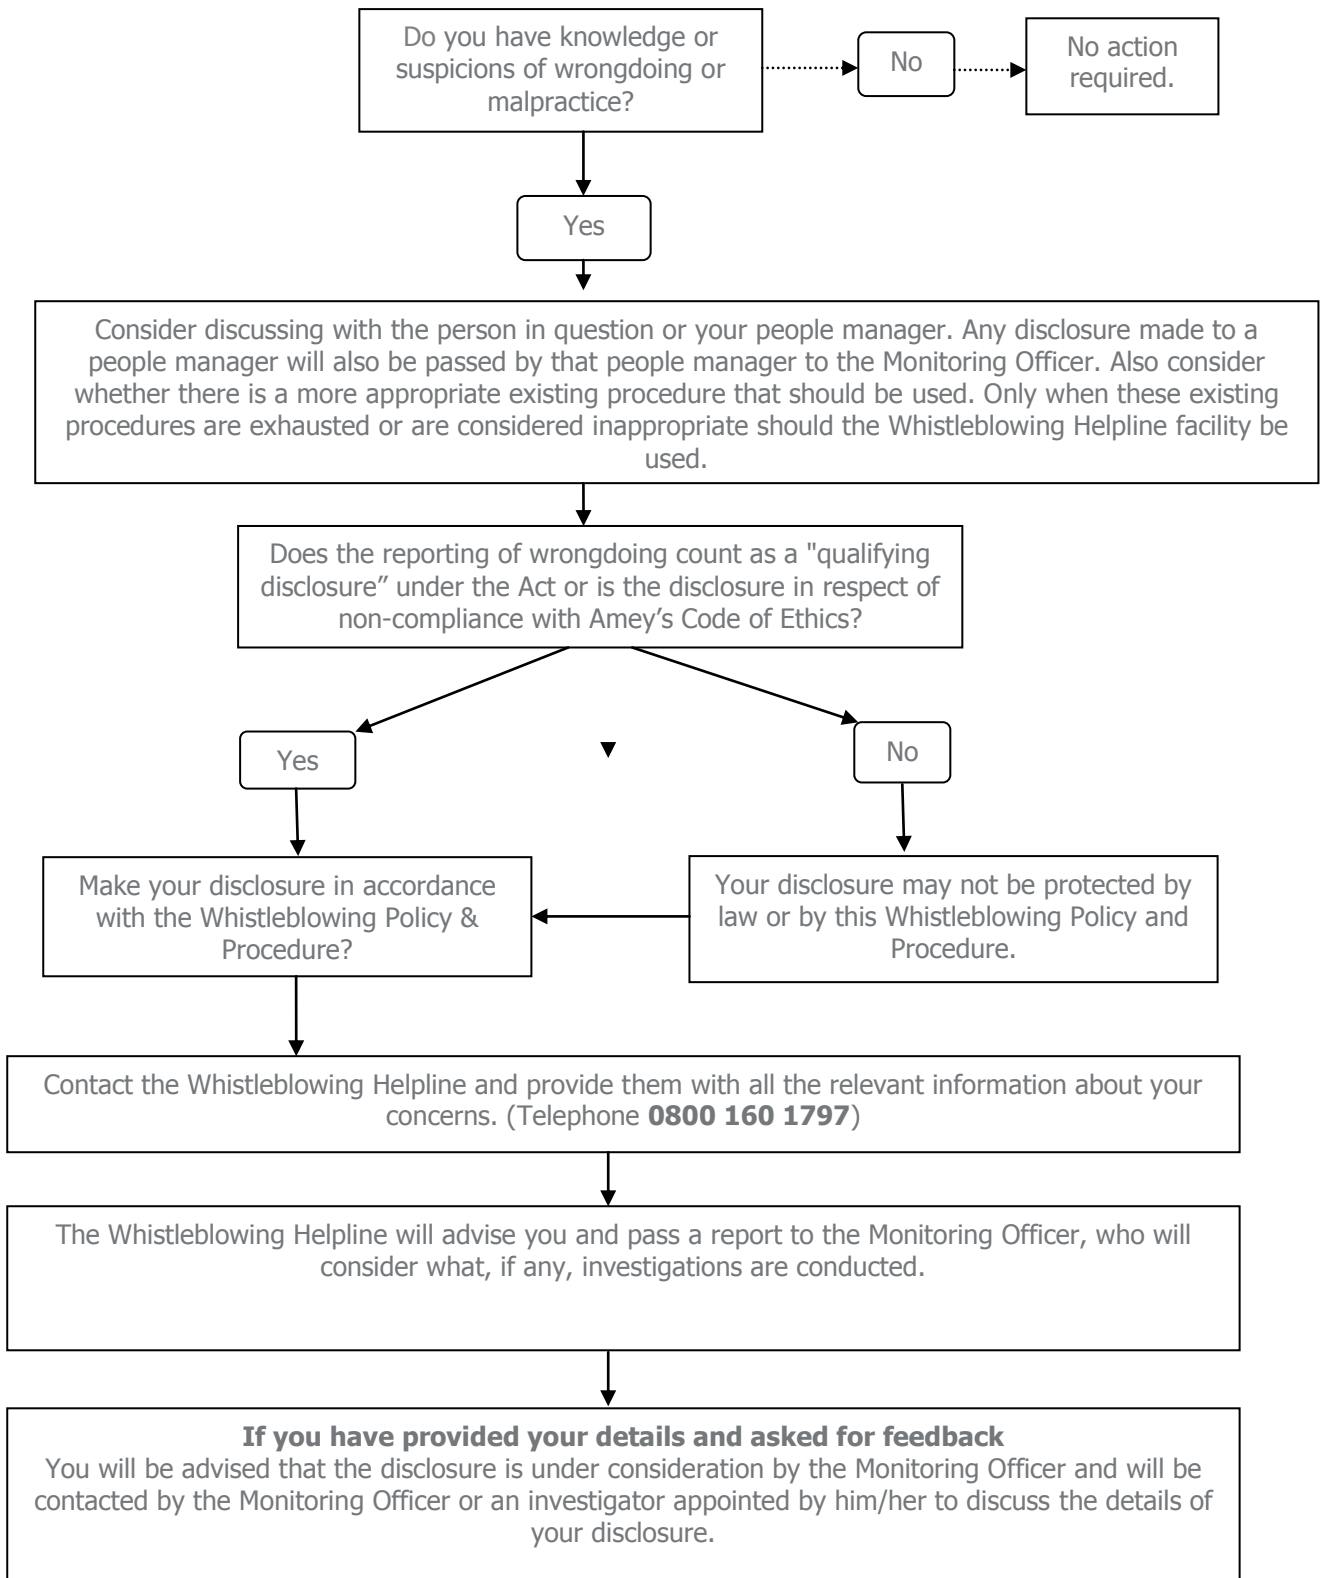 Do you have knowledge or
suspicions of wrongdoing or
malpractice?
No
No action
required.
Yes
Consider discussing with the person in question or your people manager. Any disclosure made to a
people manager will also be passed by that people manager to the Monitoring Officer. Also consider
whether there is a more appropriate existing procedure that should be used. Only when these existing
procedures are exhausted or are considered inappropriate should the Whistleblowing Helpline facility be
used.
Does the reporting of wrongdoing count as a "qualifying
disclosure” under the Act or is the disclosure in respect of
non-compliance with Amey’s Code of Ethics?
Yes
No
Make your disclosure in accordance
with the Whistleblowing Policy &
Procedure?
Your disclosure may not be protected by
law or by this Whistleblowing Policy and
Procedure.
Contact the Whistleblowing Helpline and provide them with all the relevant information about your
concerns. (Telephone 0800 160 1797)
The Whistleblowing Helpline will advise you and pass a report to the Monitoring Officer, who will
consider what, if any, investigations are conducted.
If you have provided your details and asked for feedback
You will be advised that the disclosure is under consideration by the Monitoring Officer and will be
contacted by the Monitoring Officer or an investigator appointed by him/her to discuss the details of
your disclosure.